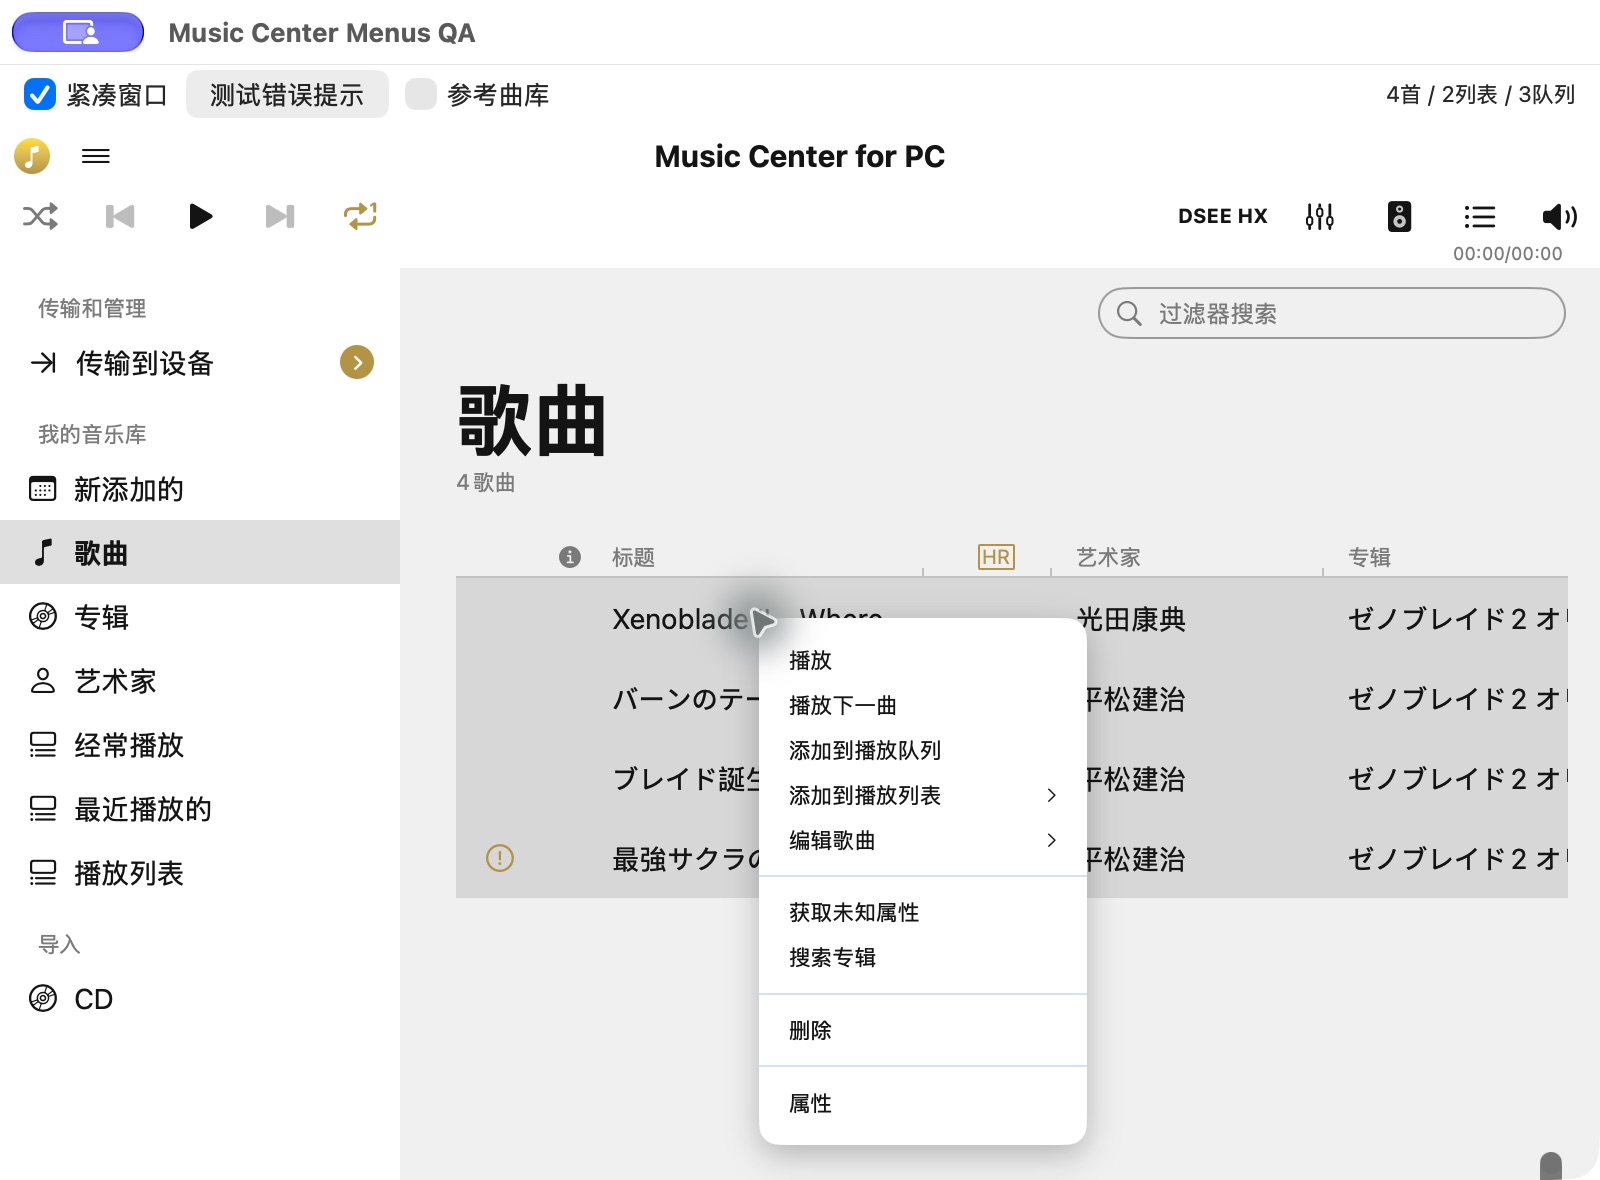 Music Center Menus QA
紧凑窗口 测试错误提示 参考曲库 4首 / 2列表 / 3队列
Music Center for PC
DSEE HX
00:00/00:00
传输和管理
传输到设备
我的音乐库
新添加的
歌曲
专辑
艺术家
经常播放
最近播放的
播放列表
导入
CD
过滤器搜索
歌曲
4歌曲
标题 HR 艺术家 专辑
Xenoblade Where 光田康典 ゼノブレイド2 オ
バーンのテー 平松建治 ゼノブレイド2 オ
ブレイド誕生 平松建治 ゼノブレイド2 オ
最強サクラの 平松建治 ゼノブレイド2 オ
播放
播放下一曲
添加到播放队列
添加到播放列表
编辑歌曲
获取未知属性
搜索专辑
删除
属性